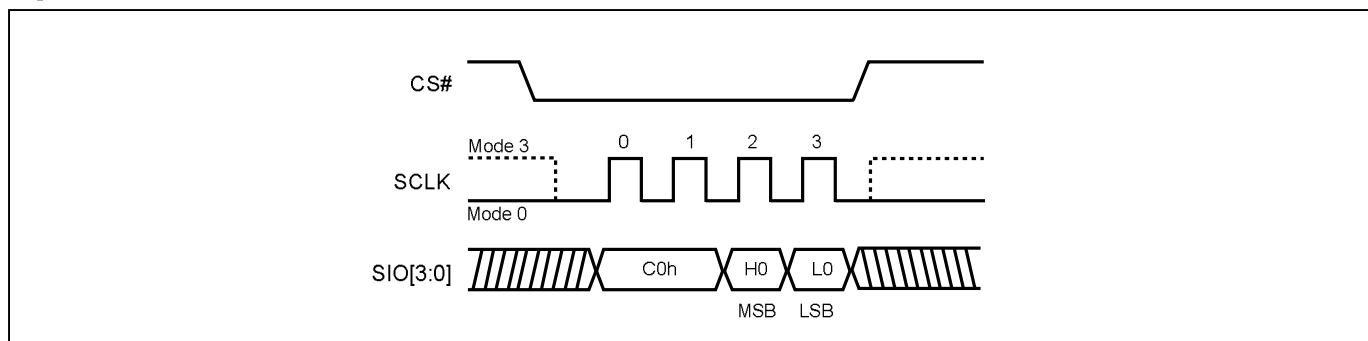 CS#
Mode 3 0 1 2 3
SCLK
Mode 0
SIO[3:0] C0h H0 L0
MSB LSB